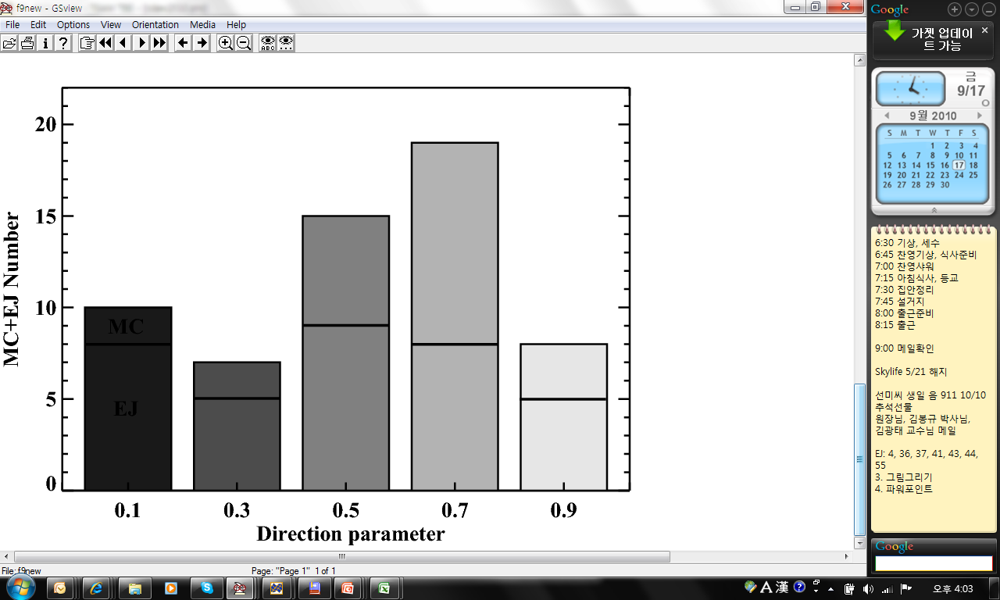 f9new - GSview
File Edit Options View Orientation Media Help
20
15
10
5
0
MC+EJ Number
MC
EJ
0.1 0.3 0.5 0.7 0.9
Direction parameter
File: f9new
Page: "Page 1" 1 of 1
Google
가젯 업데이
트 가능
금
9/17
9월 2010
S M T W T F S
1 2 3 4
5 6 7 8 9 10 11
12 13 14 15 16 17 18
19 20 21 22 23 24 25
26 27 28 29 30
6:30 기상, 세수
6:45 찬영기상, 식사준비
7:00 찬영샤워
7:15 아침식사, 등교
7:30 집안정리
7:45 설거지
8:00 출근준비
8:15 출근
9:00 메일확인
Skylife 5/21 해지
선미씨 생일 음 911 10/10
추석선물
원장님, 김봉규 박사님,
김광태 교수님 메일
EJ: 4, 36, 37, 41, 43, 44,
55
3. 그림그리기
4. 파워포인트
Google
A 漢
오후 4:03